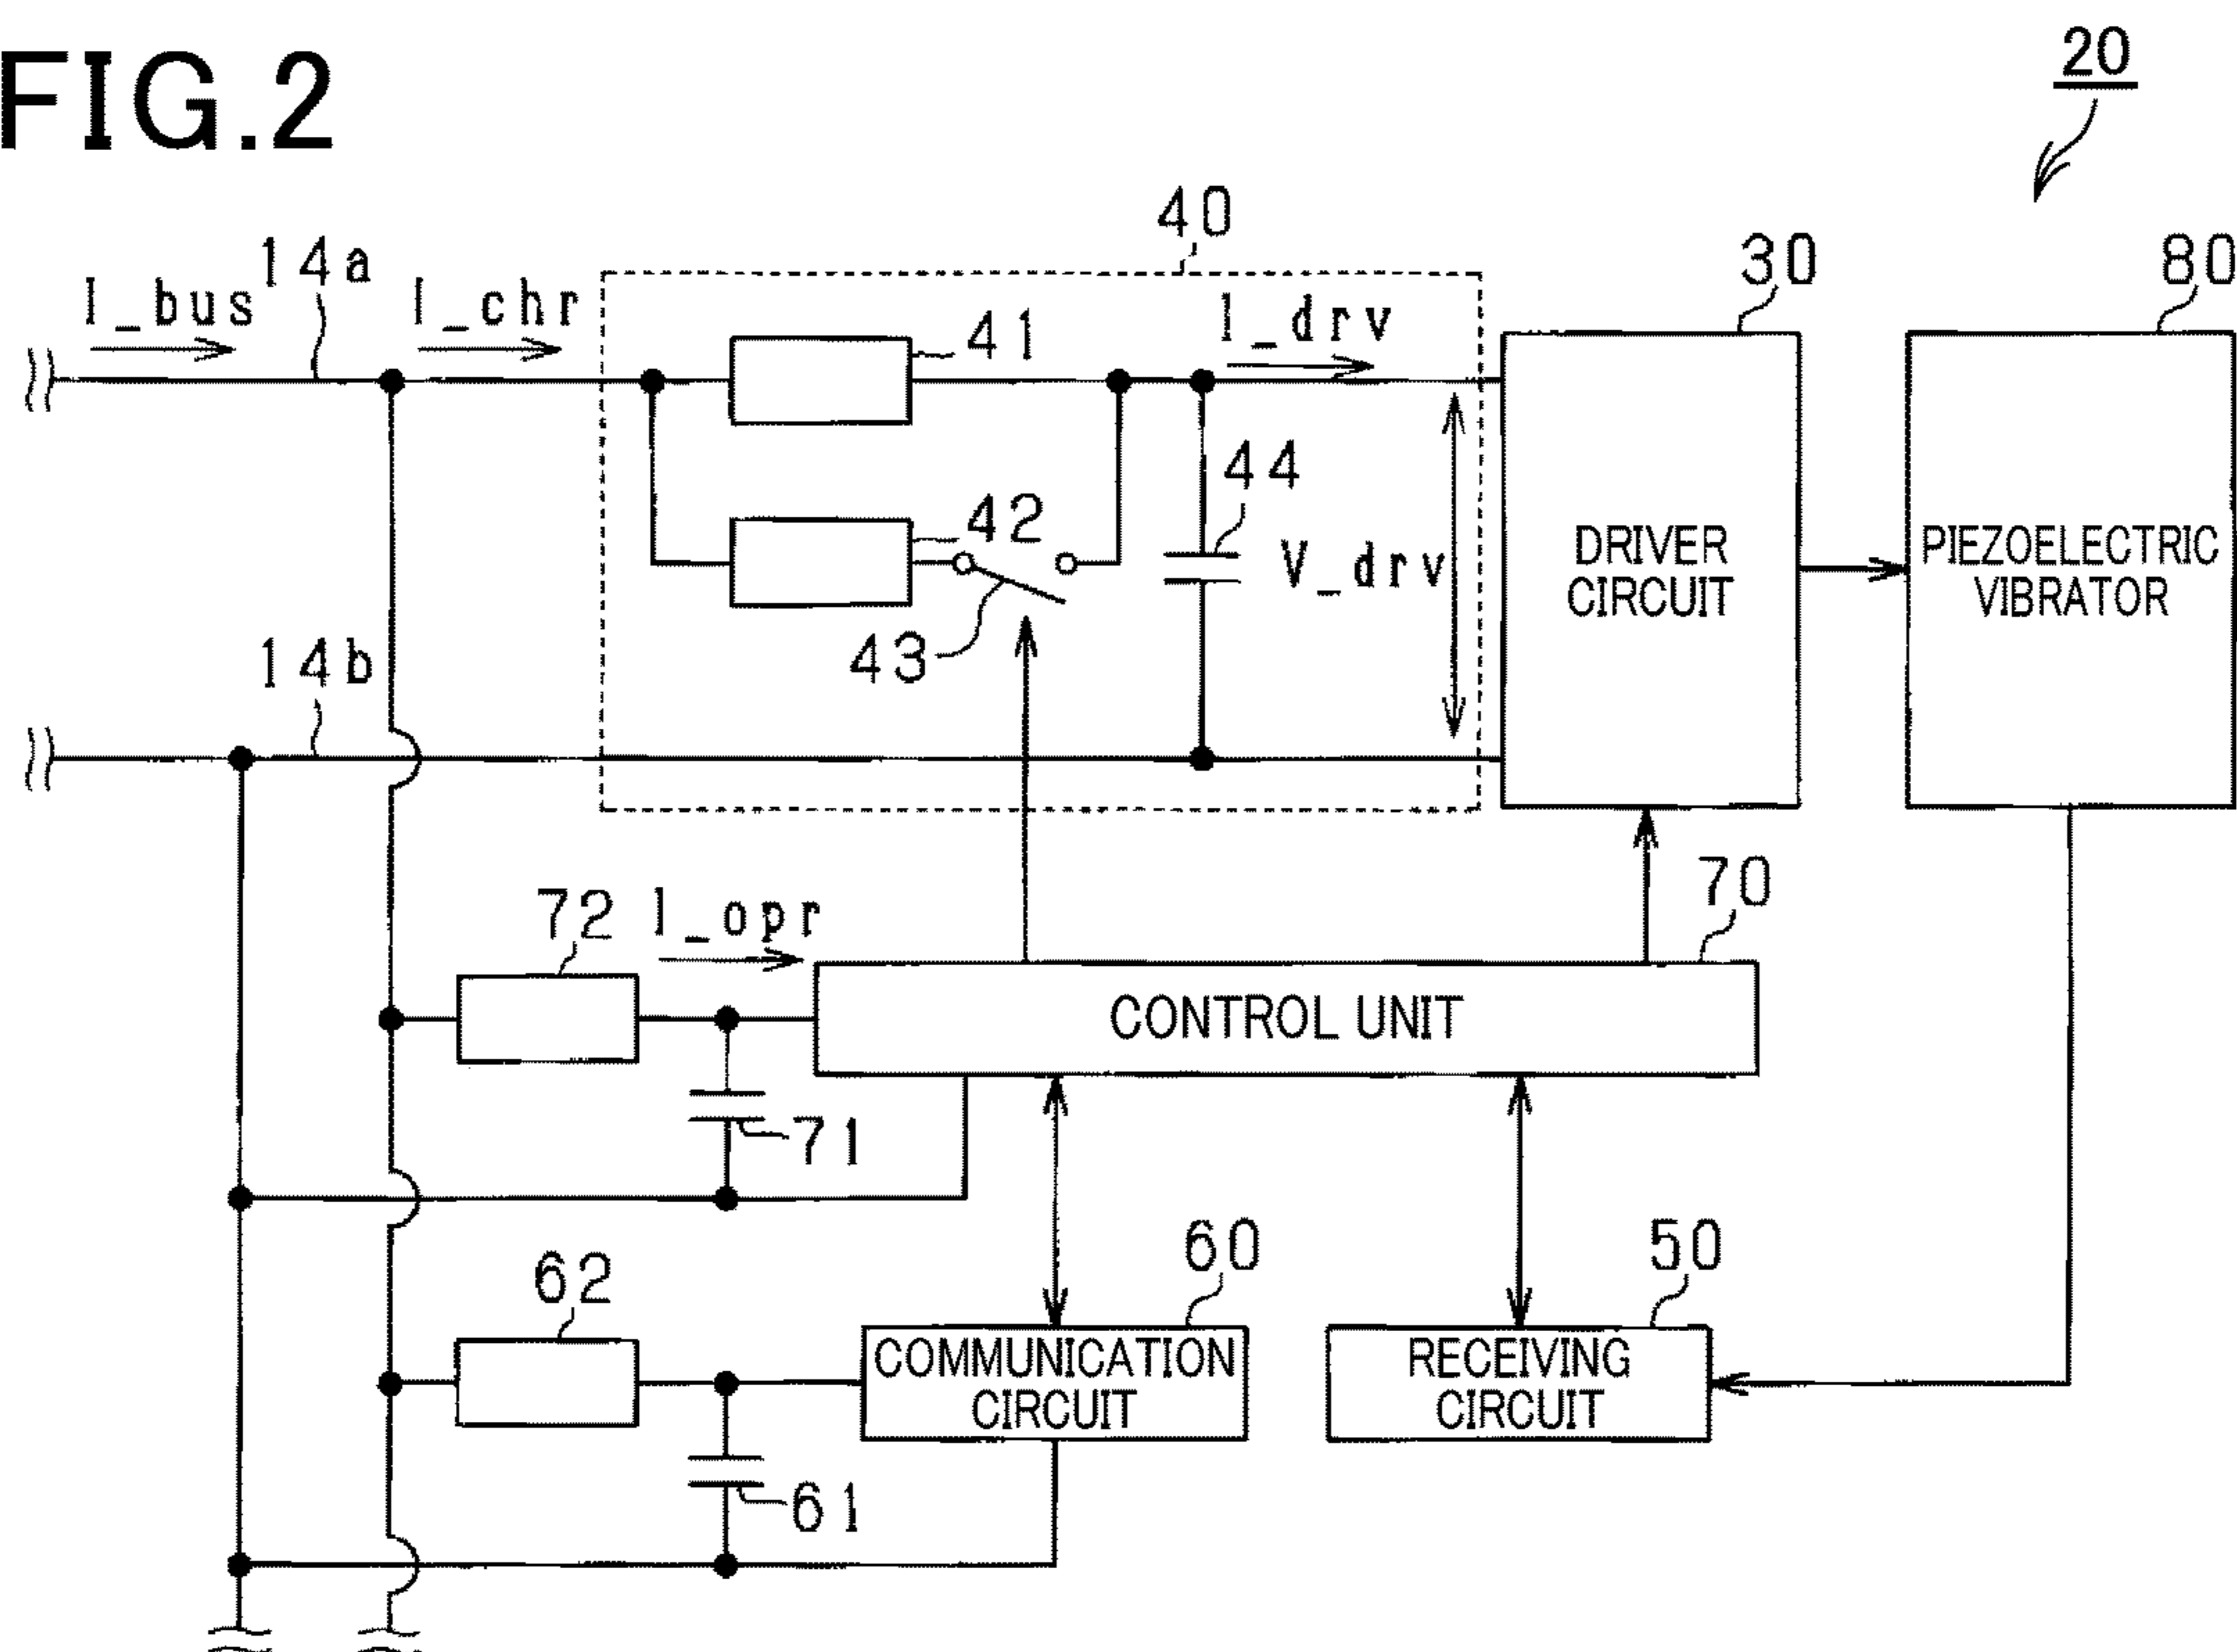 FIG.2
20
40
14a
I_bus
I_chr
41
I_drv
30
80
42
44
43
V_drv
DRIVER
CIRCUIT
PIEZOELECTRIC
VIBRATOR
14b
72
I_opr
70
CONTROL UNIT
71
62
60
50
COMMUNICATION
CIRCUIT
RECEIVING
CIRCUIT
61